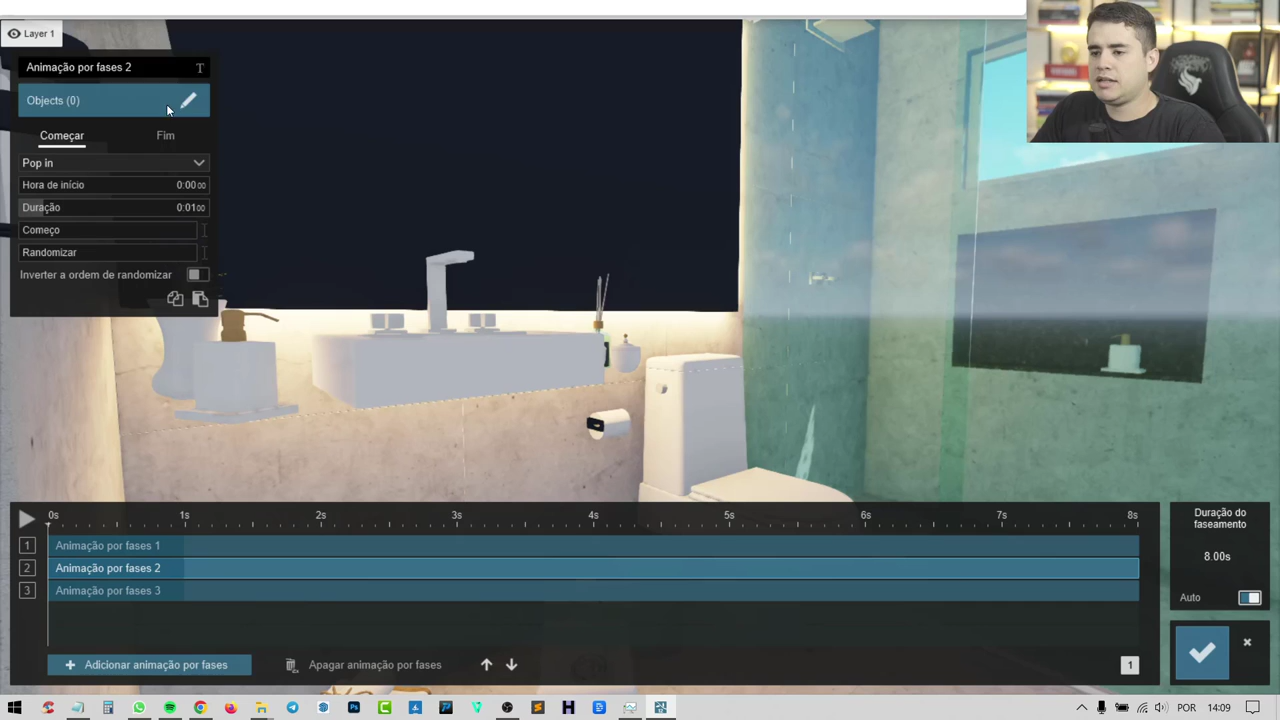 Layer 1
Animação por fases 2
T
Objects (0)
Começar Fim
Pop in
Hora de início 0:00 00
Duração 0:01 00
Começo
Randomizar
Inverter a ordem de randomizar
0s 1s 2s 3s 4s 5s 6s 7s 8s
1 Animação por fases 1
2 Animação por fases 2
3 Animação por fases 3
+ Adicionar animação por fases
Apagar animação por fases
1
Duração do
faseamento
8.00s
Auto
POR 14:09